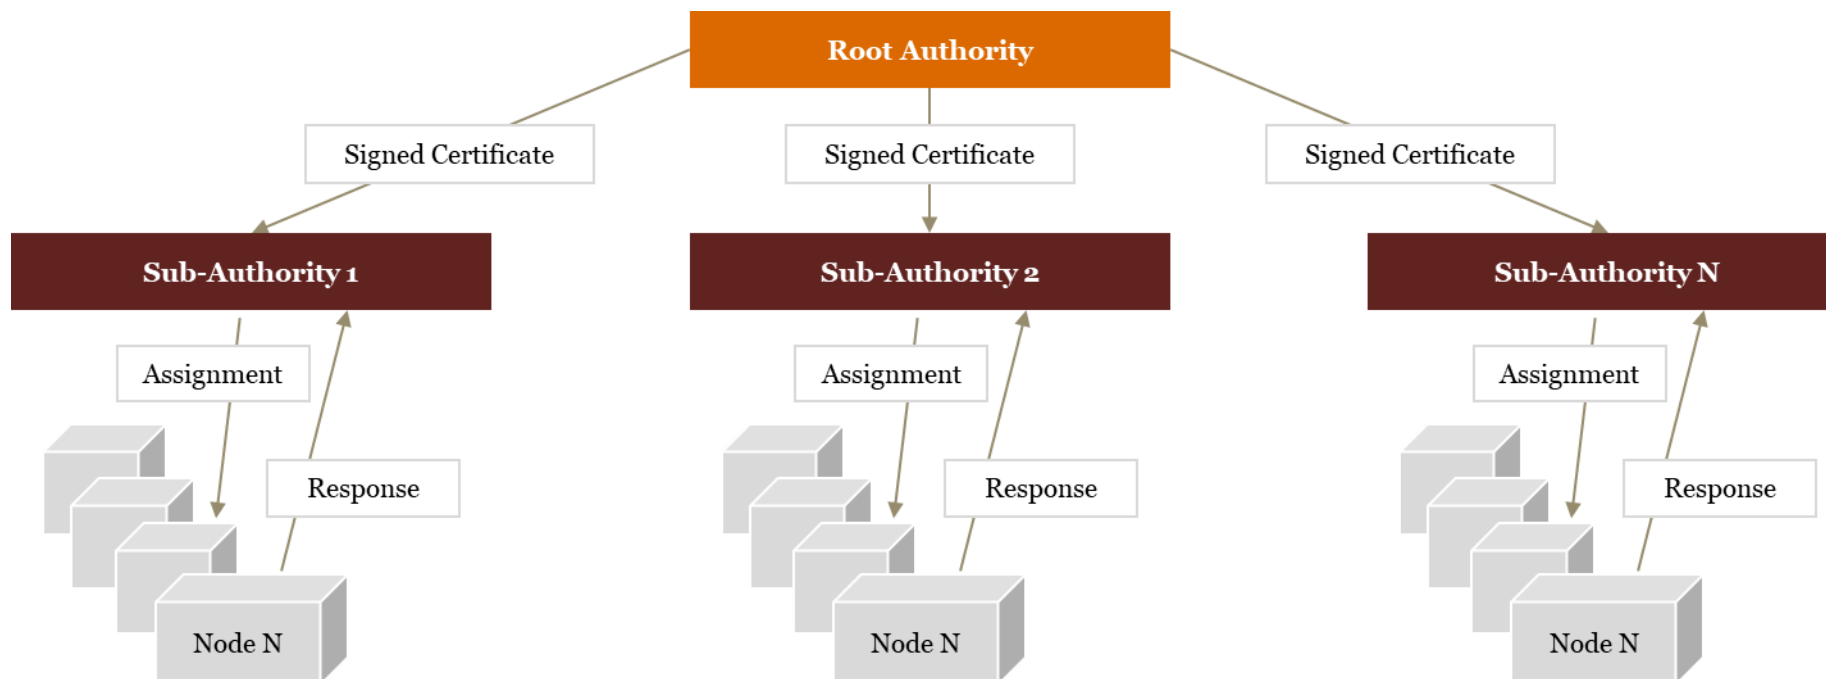 Root Authority
Signed Certificate
Signed Certificate
Signed Certificate
Sub-Authority 1
Sub-Authority 2
Sub-Authority N
Assignment
Assignment
Assignment
Response
Response
Response
Node N
Node N
Node N